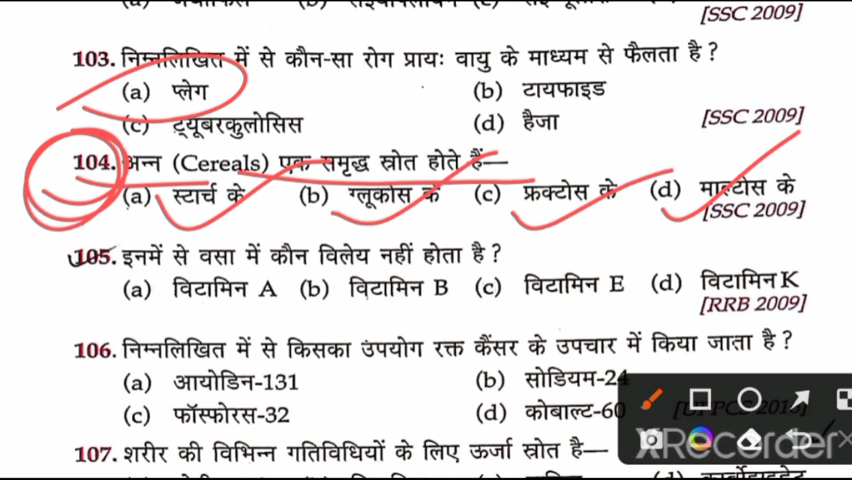 [SSC 2009]
103. निम्नलिखित में से कौन-सा रोग प्रायः वायु के माध्यम से फैलता है ?
(a) प्लेग (b) टायफाइड
(c) ट्यूबरकुलोसिस (d) हैजा [SSC 2009]
104. अन्न (Cereals) एक समृद्ध स्रोत होते हैं—
(a) स्टार्च के (b) ग्लूकोस के (c) फ्रक्टोस के (d) माल्टोस के
[SSC 2009]
105. इनमें से वसा में कौन विलेय नहीं होता है ?
(a) विटामिन A (b) विटामिन B (c) विटामिन E (d) विटामिन K
[RRB 2009]
106. निम्नलिखित में से किसका उपयोग रक्त कैंसर के उपचार में किया जाता है ?
(a) आयोडिन-131 (b) सोडियम-24
(c) फॉस्फोरस-32 (d) कोबाल्ट-60
XRecorder
107. शरीर की विभिन्न गतिविधियों के लिए ऊर्जा स्रोत है—